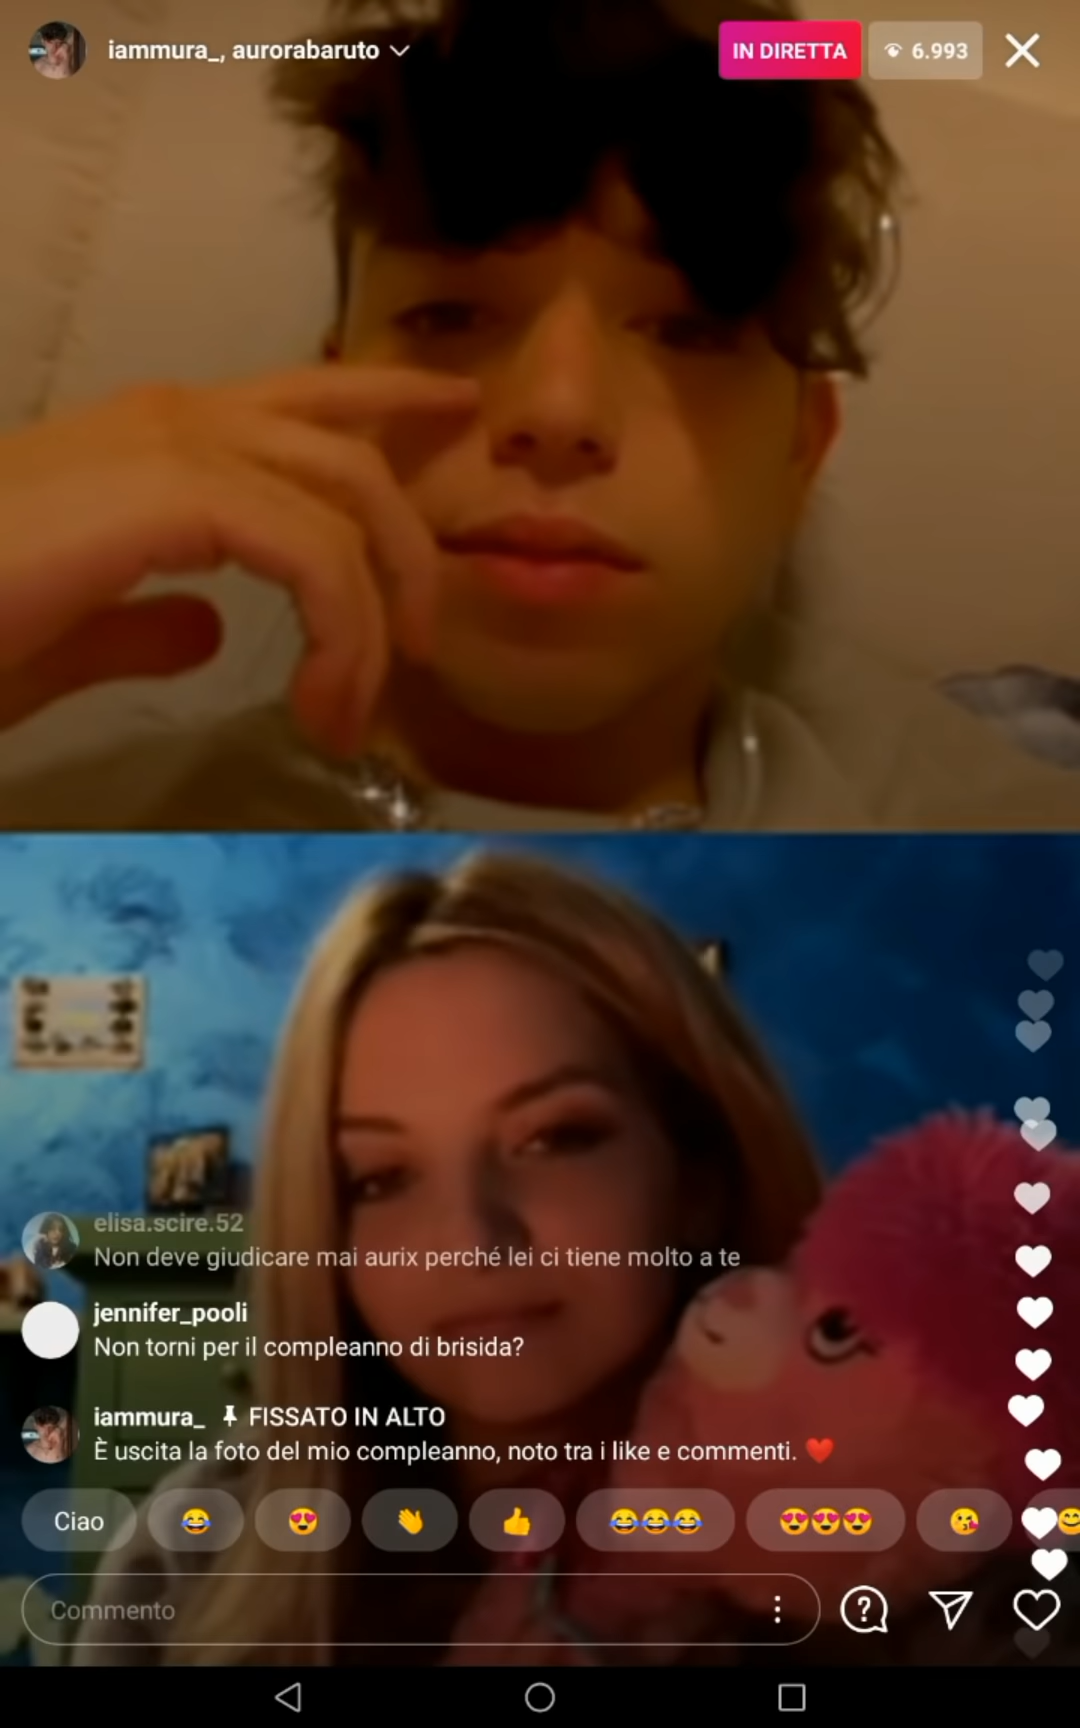 iammura_, aurorabaruto
IN DIRETTA
6.993
elisa.scire.52
Non deve giudicare mai aurix perché lei ci tiene molto a te
jennifer_pooli
Non torni per il compleanno di brisida?
iammura_ FISSATO IN ALTO
È uscita la foto del mio compleanno, noto tra i like e commenti. ❤️
Ciao 😂 😍 👏 👍 😂😂😂 😍😍😍 😘 😊
Commento